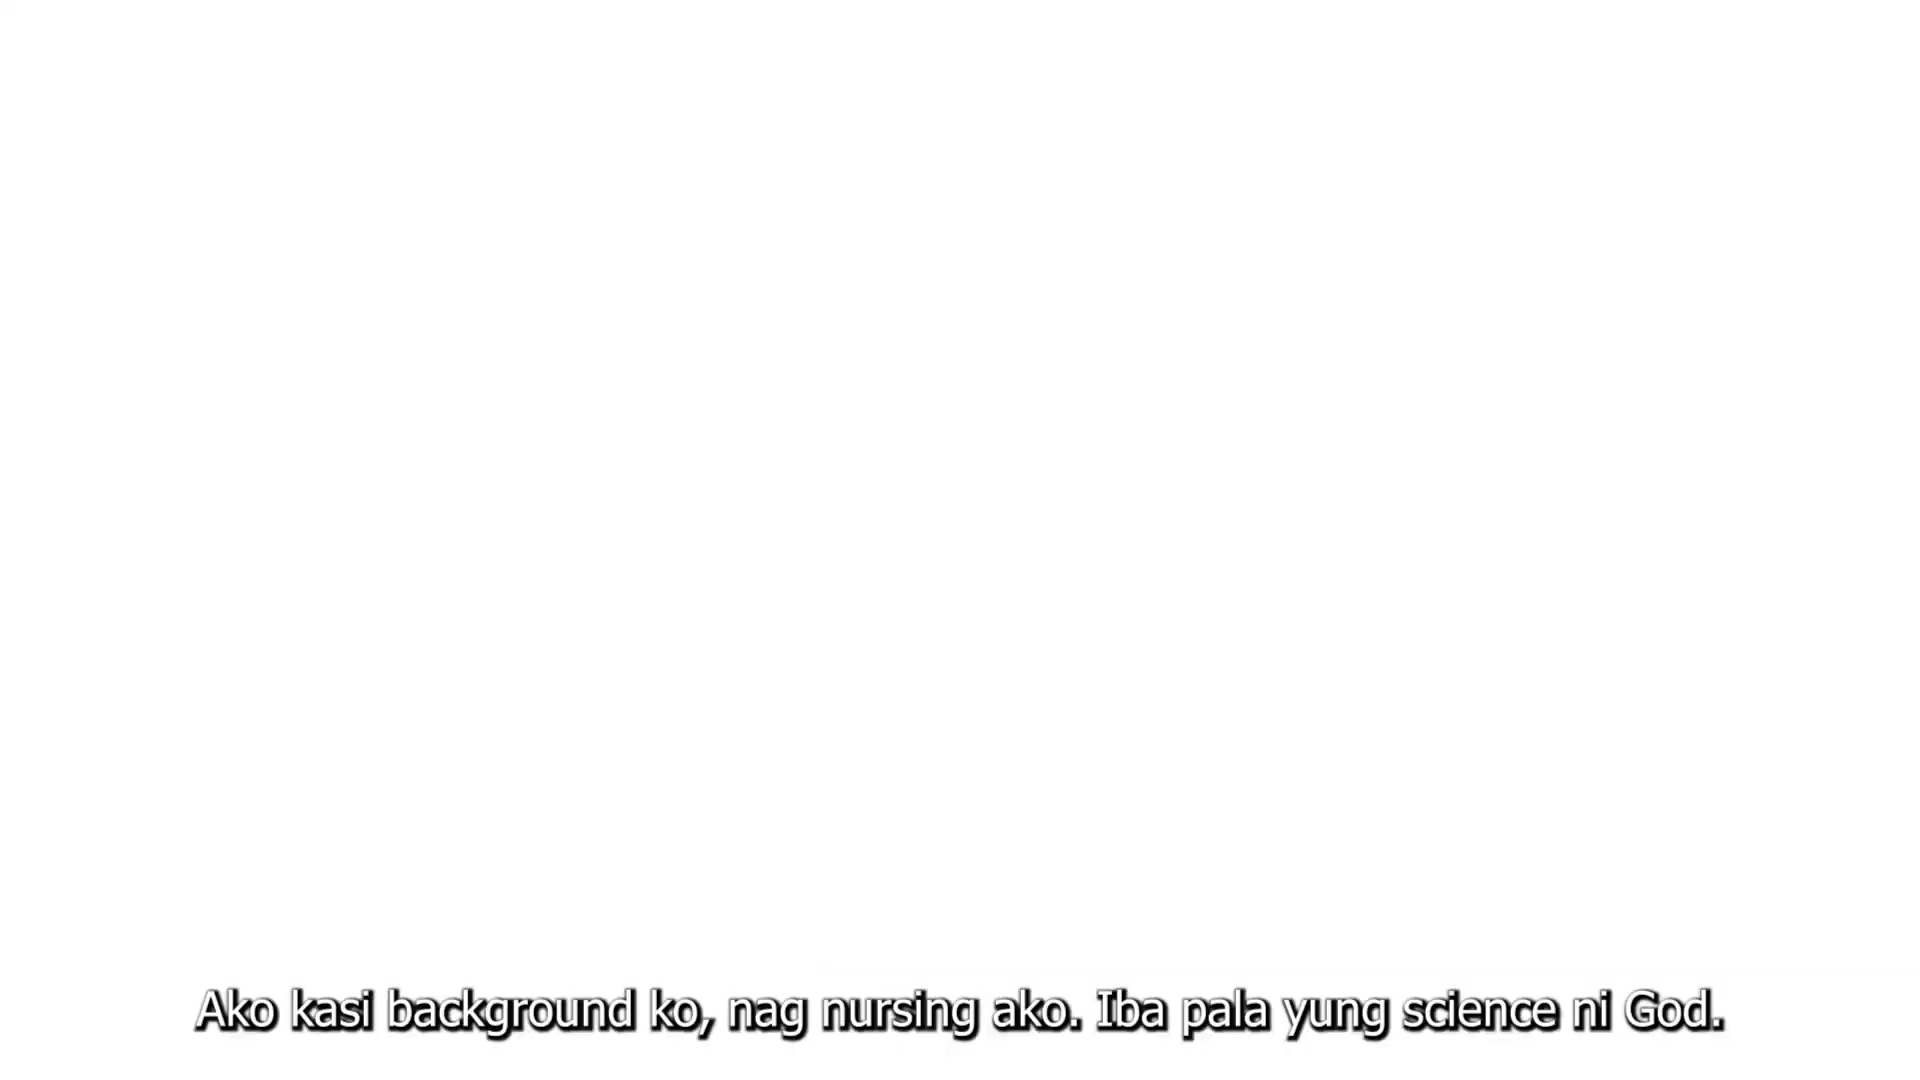 Ako kasi background ko, nag nursing ako. Iba pala yung science ni God.